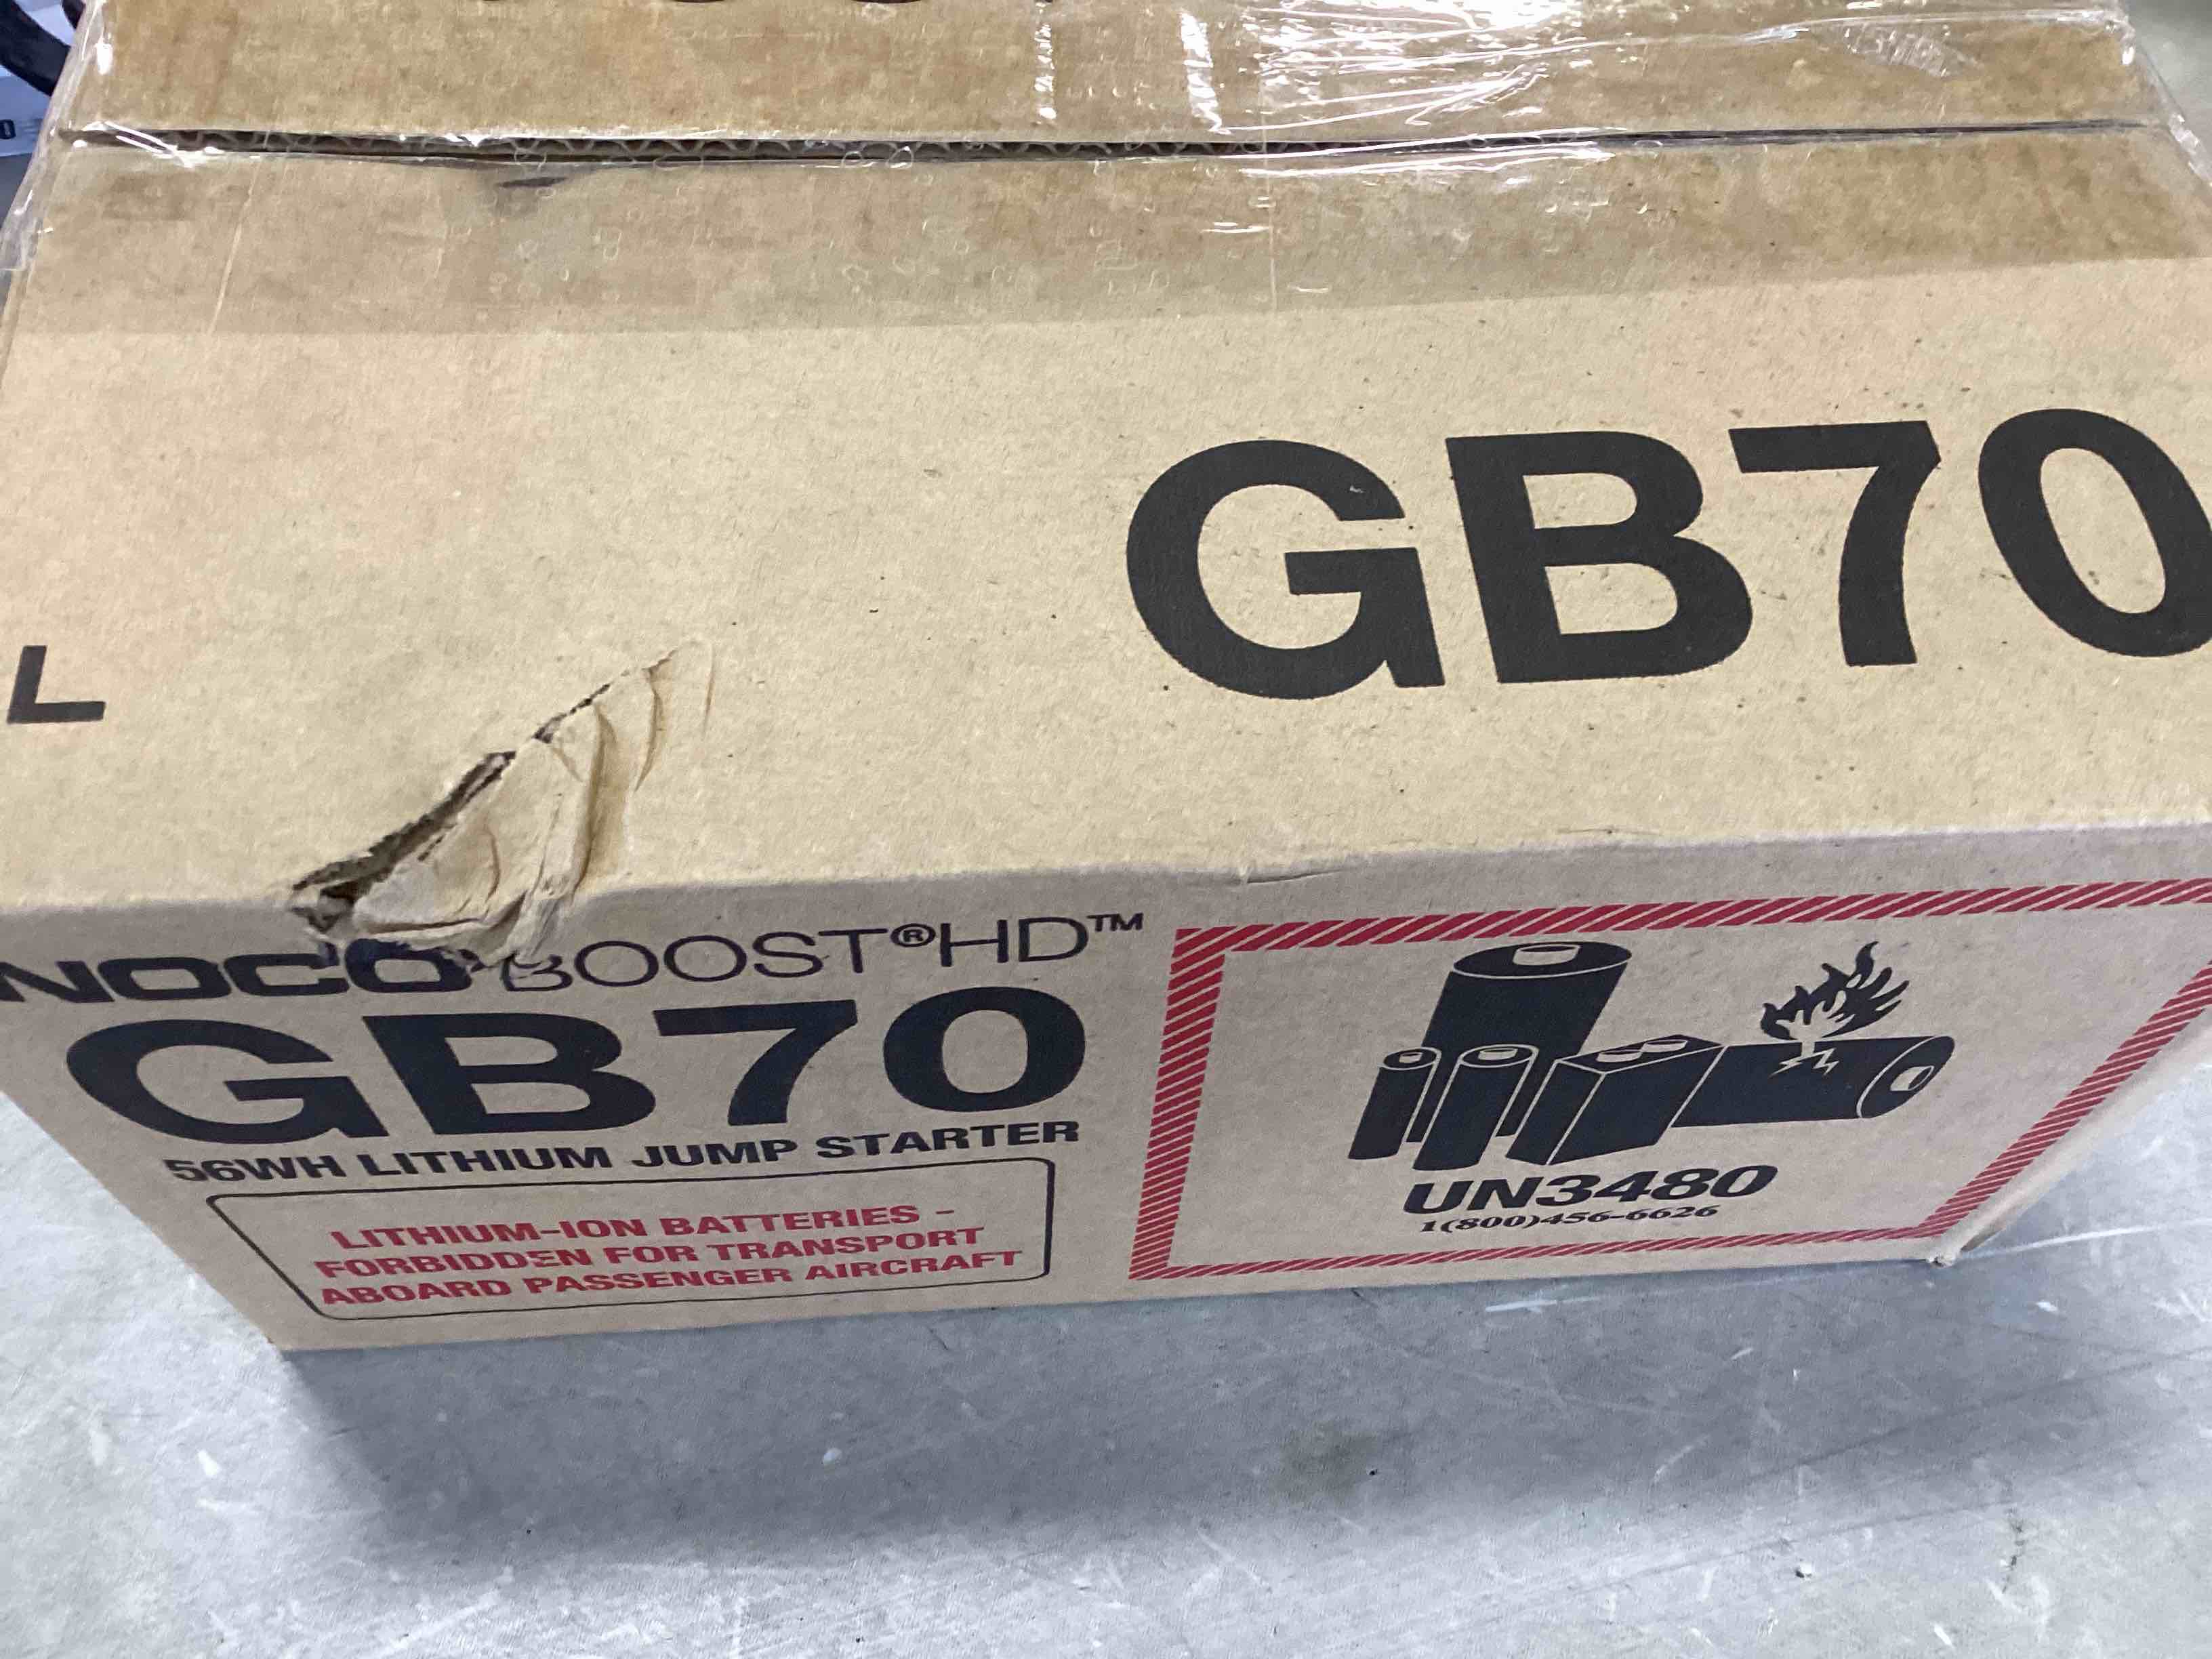 GB70
L
NOCO BOOST®HD™
GB70
56WH LITHIUM JUMP STARTER
LITHIUM-ION BATTERIES -
FORBIDDEN FOR TRANSPORT
ABOARD PASSENGER AIRCRAFT
UN3480
1(800)456-6626